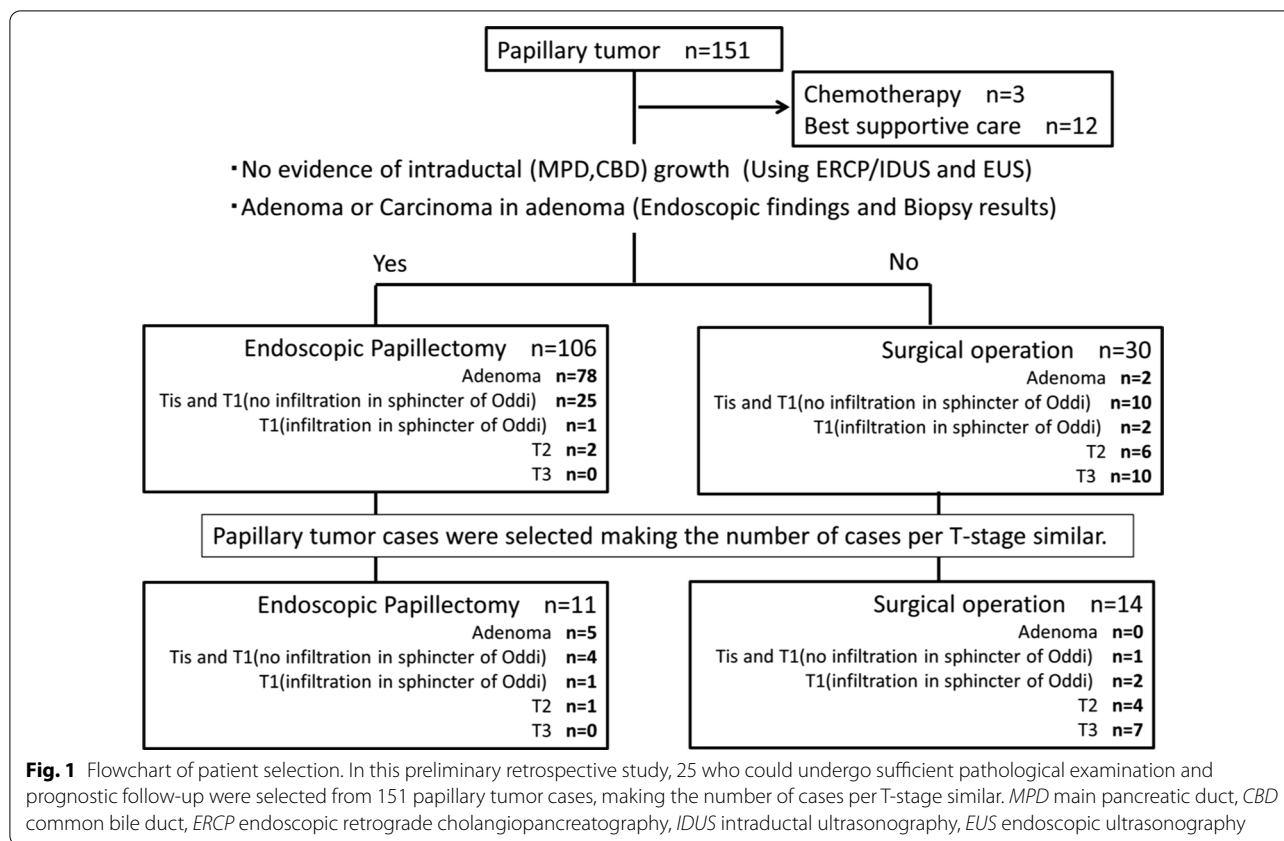 Papillary tumor n=151
Chemotherapy n=3
Best supportive care n=12
・No evidence of intraductal (MPD,CBD) growth (Using ERCP/IDUS and EUS)
・Adenoma or Carcinoma in adenoma (Endoscopic findings and Biopsy results)
Yes
No
Endoscopic Papillectomy n=106
Adenoma n=78
Tis and T1(no infiltration in sphincter of Oddi) n=25
T1(infiltration in sphincter of Oddi) n=1
T2 n=2
T3 n=0
Surgical operation n=30
Adenoma n=2
Tis and T1(no infiltration in sphincter of Oddi) n=10
T1(infiltration in sphincter of Oddi) n=2
T2 n=6
T3 n=10
Papillary tumor cases were selected making the number of cases per T-stage similar.
Endoscopic Papillectomy n=11
Adenoma n=5
Tis and T1(no infiltration in sphincter of Oddi) n=4
T1(infiltration in sphincter of Oddi) n=1
T2 n=1
T3 n=0
Surgical operation n=14
Adenoma n=0
Tis and T1(no infiltration in sphincter of Oddi) n=1
T1(infiltration in sphincter of Oddi) n=2
T2 n=4
T3 n=7
Fig. 1 Flowchart of patient selection. In this preliminary retrospective study, 25 who could undergo sufficient pathological examination and
prognostic follow-up were selected from 151 papillary tumor cases, making the number of cases per T-stage similar. MPD main pancreatic duct, CBD
common bile duct, ERCP endoscopic retrograde cholangiopancreatography, IDUS intraductal ultrasonography, EUS endoscopic ultrasonography